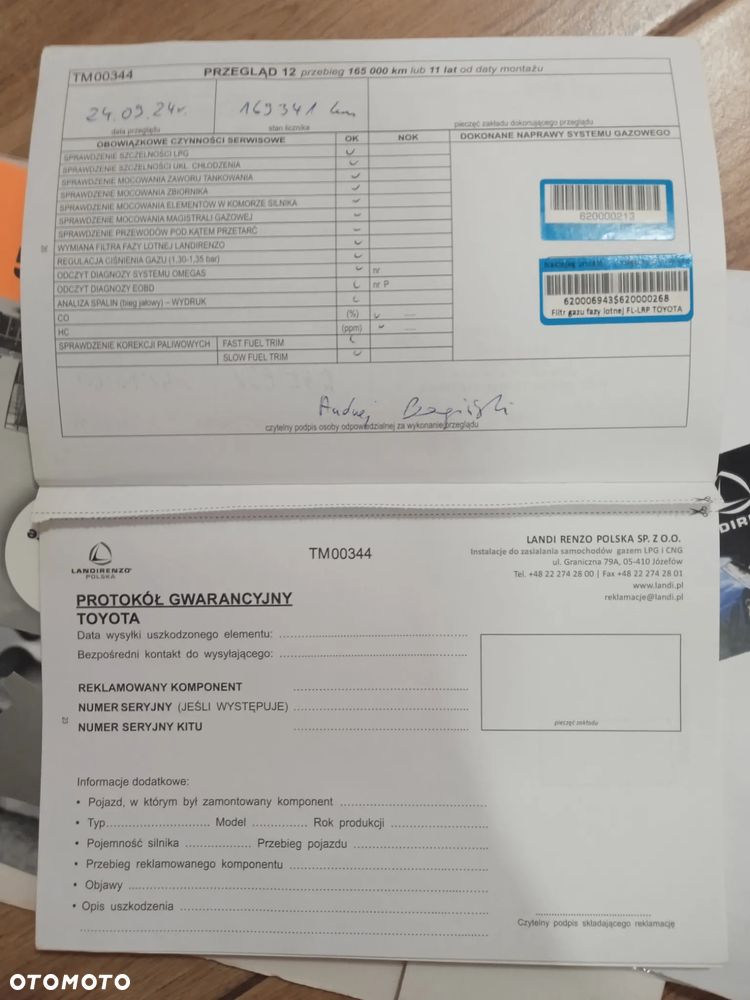 TM00344 PRZEGLĄD 12 przebieg 165 000 km lub 11 lat od daty montażu
24.09.24r. 169341 km
data przeglądu stan licznika pieczęć zakładu dokonującego przeglądu
OBOWIĄZKOWE CZYNNOŚCI SERWISOWE OK NOK DOKONANE NAPRAWY SYSTEMU GAZOWEGO
SPRAWDZENIE SZCZELNOŚCI LPG
SPRAWDZENIE SZCZELNOŚCI UKŁ. CHŁODZENIA
SPRAWDZENIE MOCOWANIA ZAWORU TANKOWANIA
SPRAWDZENIE MOCOWANIA ZBIORNIKA
SPRAWDZENIE MOCOWANIA ELEMENTÓW W KOMORZE SILNIKA
SPRAWDZENIE MOCOWANIA MAGISTRALI GAZOWEJ
SPRAWDZENIE PRZEWODÓW POD KĄTEM PRZETARĆ
WYMIANA FILTRA FAZY LOTNEJ LANDIRENZO
REGULACJA CIŚNIENIA GAZU (1,30-1,35 bar)
ODCZYT DIAGNOZY SYSTEMU OMEGAS nr
ODCZYT DIAGNOZY EOBD nr P
ANALIZA SPALIN (bieg jałowy) – WYDRUK
CO (%) .....
HC (ppm) .....
SPRAWDZENIE KOREKCJI PALIWOWYCH FAST FUEL TRIM
SLOW FUEL TRIM
620000213
6200069435620000268
Filtr gazu fazy lotnej FL-LRP TOYOTA
Andrzej
czytelny podpis osoby odpowiedzialnej za wykonanie przeglądu
LANDIRENZO
POLSKA
TM00344
LANDI RENZO POLSKA SP. Z O.O.
Instalacje do zasialania samochodów gazem LPG i CNG
ul. Graniczna 79A, 05-410 Józefów
Tel. +48 22 274 28 00 | Fax +48 22 274 28 01
www.landi.pl
reklamacje@landi.pl
PROTOKÓŁ GWARANCYJNY
TOYOTA
Data wysyłki uszkodzonego elementu: ..........
Bezpośredni kontakt do wysyłającego: ..........
REKLAMOWANY KOMPONENT ..........
NUMER SERYJNY (JEŚLI WYSTĘPUJE) ..........
NUMER SERYJNY KITU ..........
pieczęć zakładu
Informacje dodatkowe:
• Pojazd, w którym był zamontowany komponent ..........
• Typ.......... Model .......... Rok produkcji ..........
• Pojemność silnika .......... Przebieg pojazdu ..........
• Przebieg reklamowanego komponentu ..........
• Objawy ..........
• Opis uszkodzenia ..........
Czytelny podpis składającego reklamację
OTOMOTO